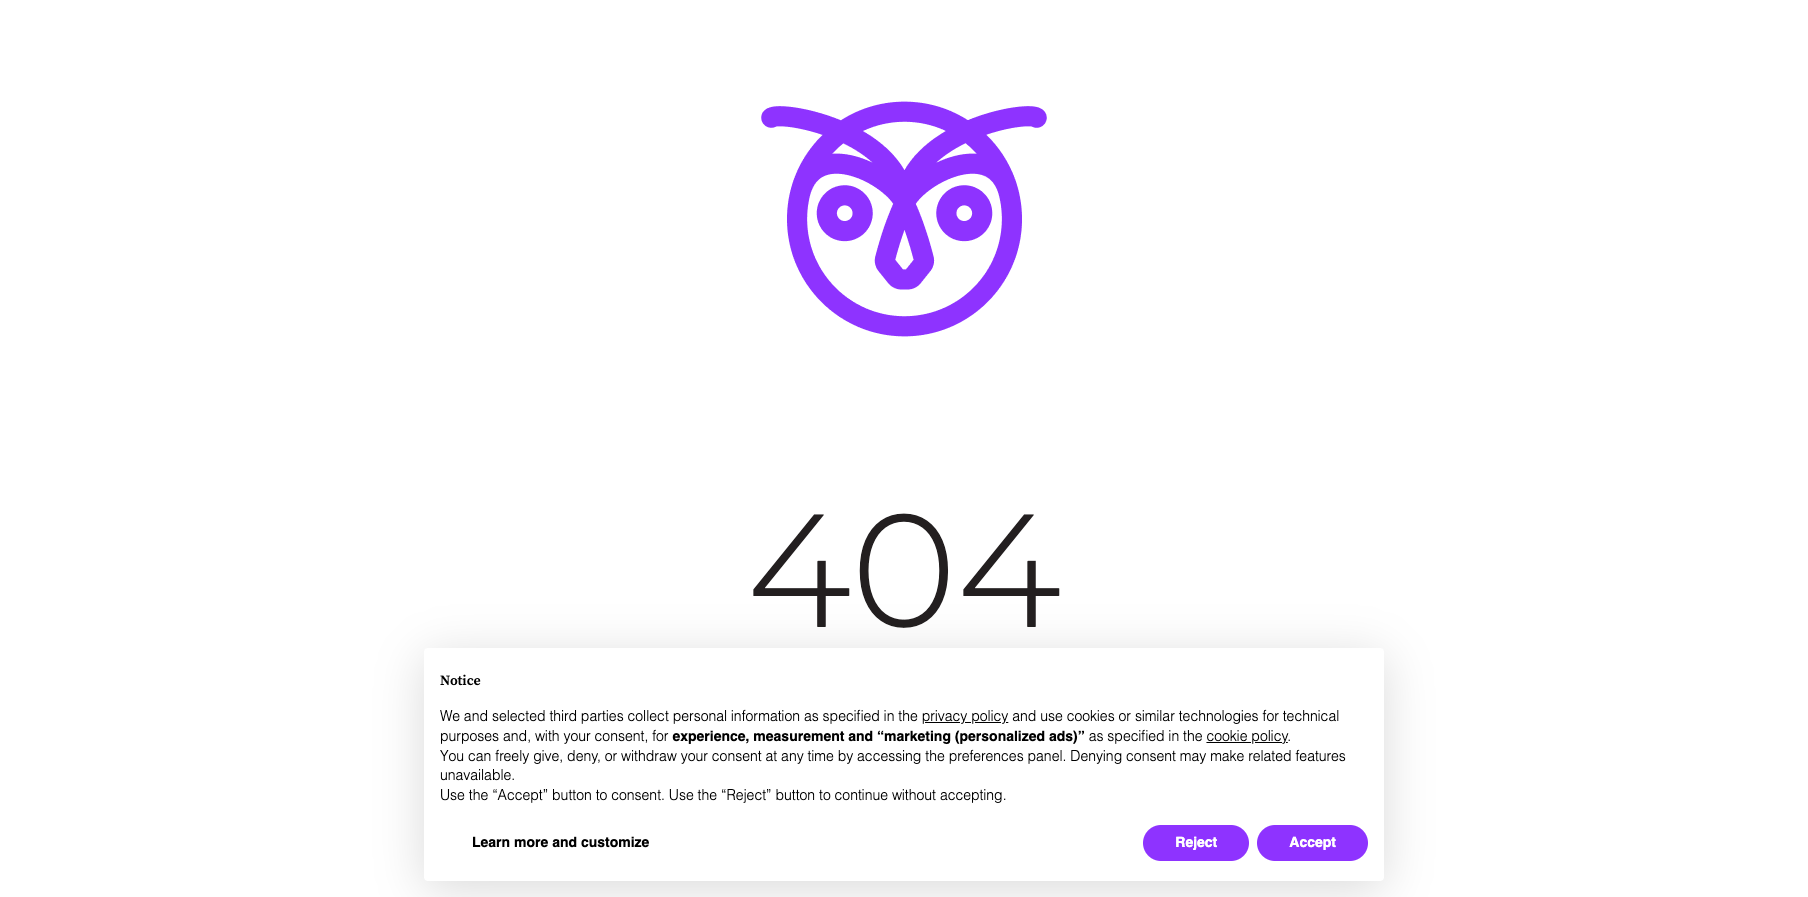 404
Notice
We and selected third parties collect personal information as specified in the privacy policy and use cookies or similar technologies for technical
purposes and, with your consent, for experience, measurement and “marketing (personalized ads)” as specified in the cookie policy.
You can freely give, deny, or withdraw your consent at any time by accessing the preferences panel. Denying consent may make related features
unavailable.
Use the “Accept” button to consent. Use the “Reject” button to continue without accepting.
Learn more and customize
Reject
Accept